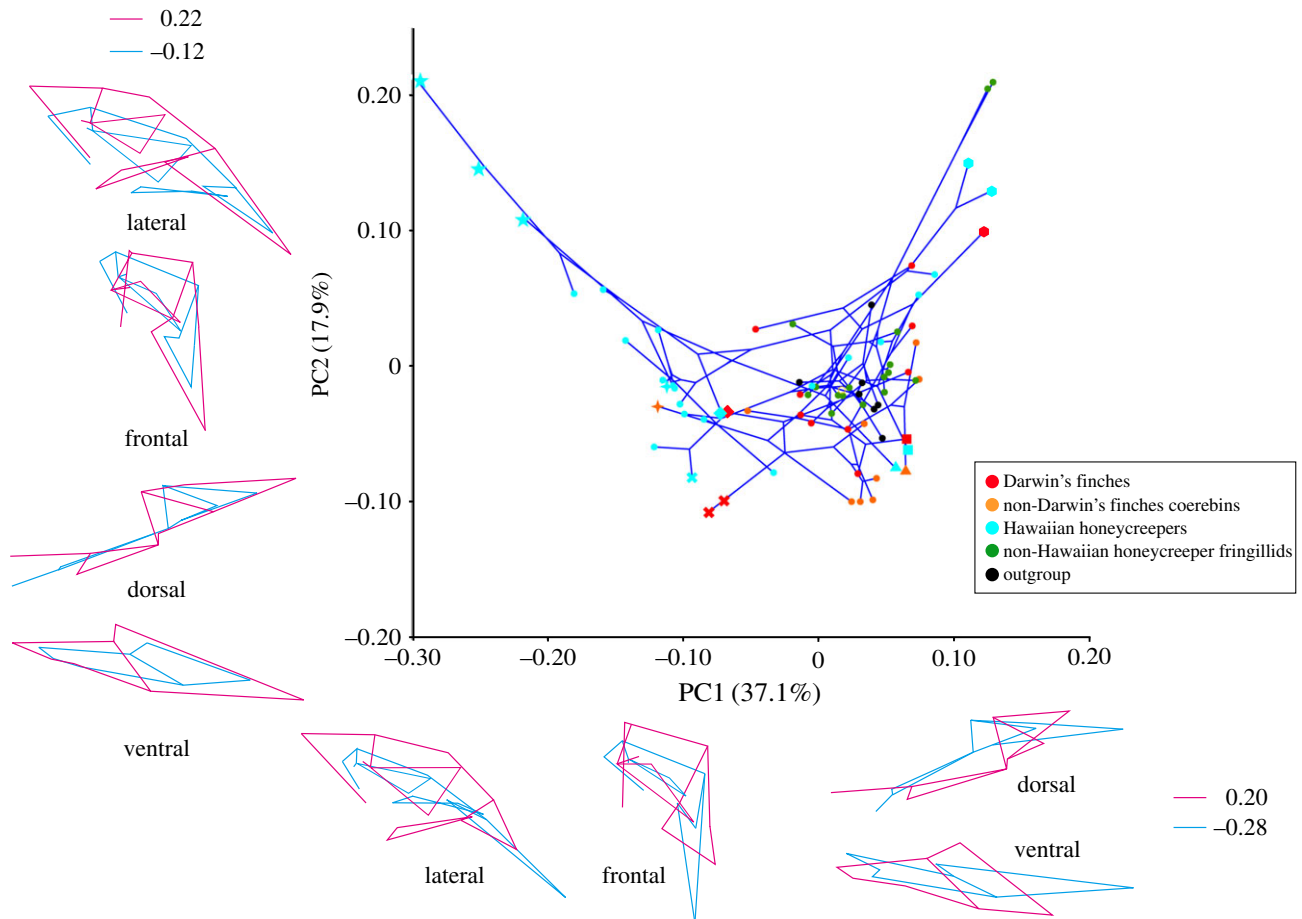 0.22
–0.12
lateral
frontal
dorsal
ventral
PC2 (17.9%)
0.20
0.10
0
–0.10
–0.20
–0.30
–0.20
–0.10
0
0.10
0.20
PC1 (37.1%)
Darwin's finches
non-Darwin's finches coerebins
Hawaiian honeycreepers
non-Hawaiian honeycreeper fringillids
outgroup
lateral
frontal
dorsal
ventral
0.20
–0.28